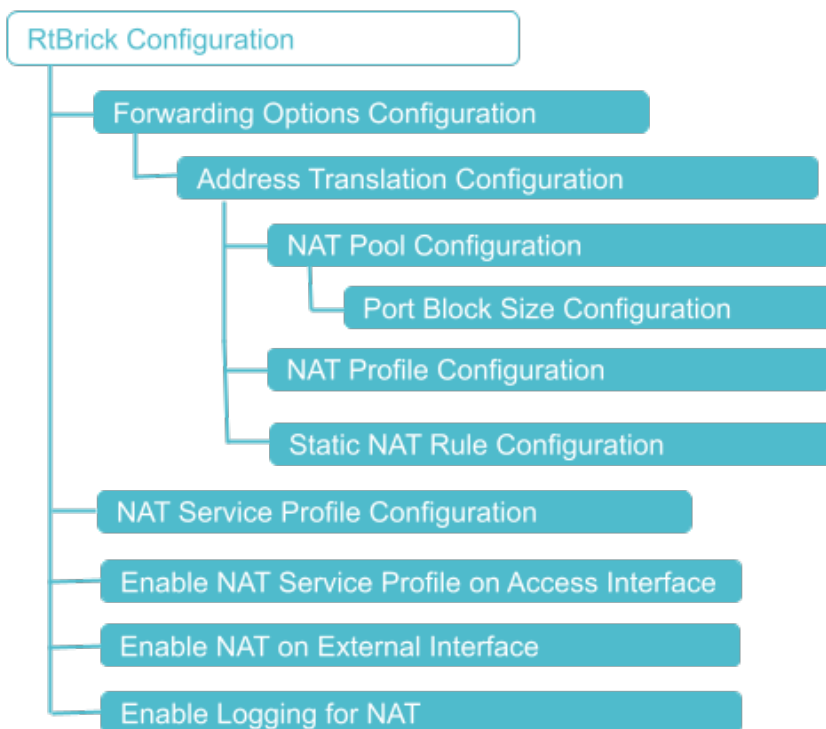 RtBrick Configuration
Forwarding Options Configuration
Address Translation Configuration
NAT Pool Configuration
Port Block Size Configuration
NAT Profile Configuration
Static NAT Rule Configuration
NAT Service Profile Configuration
Enable NAT Service Profile on Access Interface
Enable NAT on External Interface
Enable Logging for NAT